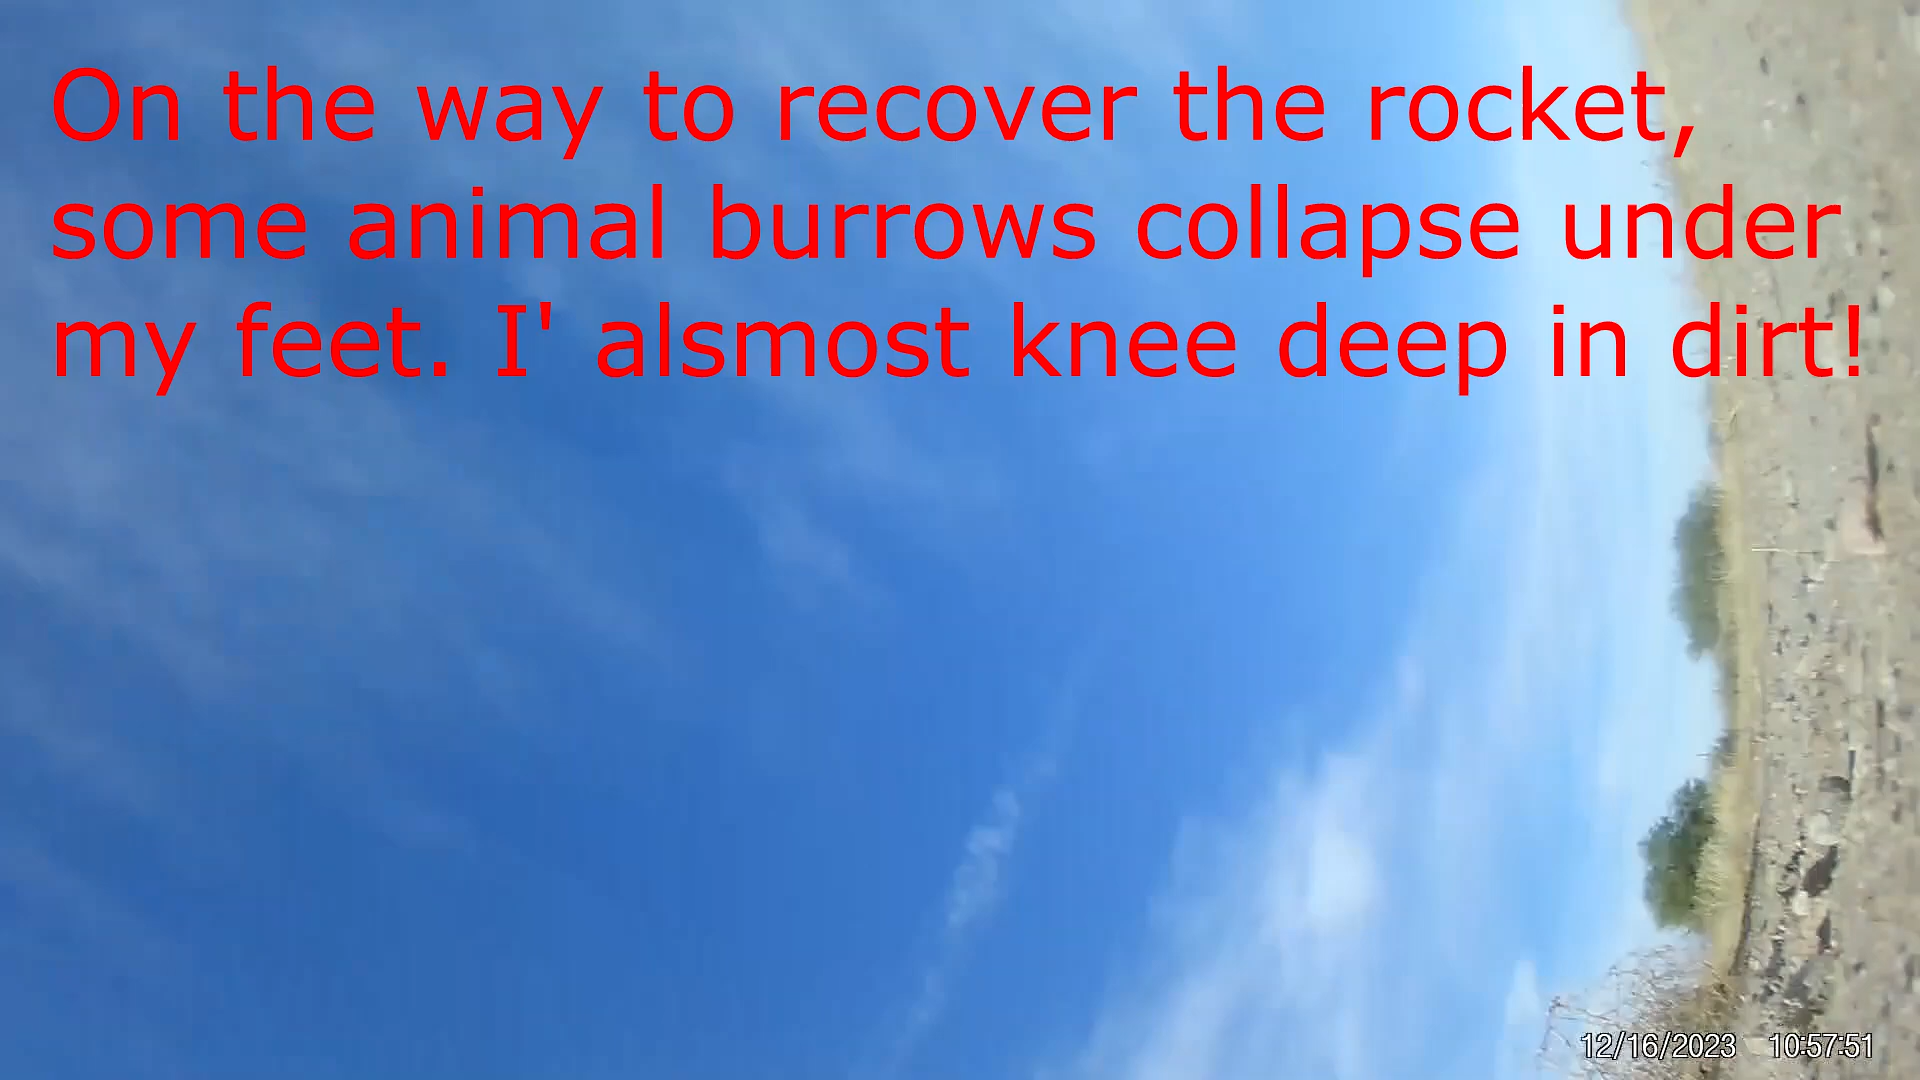 On the way to recover the rocket,
some animal burrows collapse under
my feet. I' alsmost knee deep in dirt!
12/16/2023 10:57:51